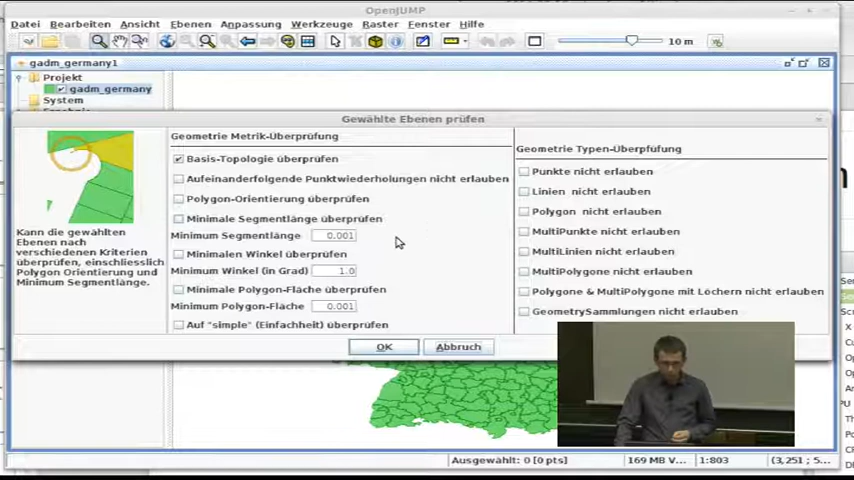 OpenJUMP
Datei Bearbeiten Ansicht Ebenen Anpassung Werkzeuge Raster Fenster Hilfe
10 m
gadm_germany1
Projekt
gadm_germany
System
Gewählte Ebenen prüfen
Geometrie Metrik-Überprüfung
Basis-Topologie überprüfen
Aufeinanderfolgende Punktwiederholungen nicht erlauben
Polygon-Orientierung überprüfen
Minimale Segmentlänge überprüfen
Minimum Segmentlänge 0.001
Minimalen Winkel überprüfen
Minimum Winkel (in Grad) 1.0
Minimale Polygon-Fläche überprüfen
Minimum Polygon-Fläche 0.001
Auf "simple" (Einfachheit) überprüfen
Kann die gewählten
Ebenen nach
verschiedenen Kriterien
überprüfen, einschliesslich
Polygon Orientierung und
Minimum Segmentlänge.
Geometrie Typen-Überpfüfung
Punkte nicht erlauben
Linien nicht erlauben
Polygon nicht erlauben
MultiPunkte nicht erlauben
MultiLinien nicht erlauben
MultiPolygone nicht erlauben
Polygone & MultiPolygone mit Löchern nicht erlauben
GeometrySammlungen nicht erlauben
OK Abbruch
Ausgewählt: 0 [0 pts] 169 MB V... 1:803 (3,251 ; 5...